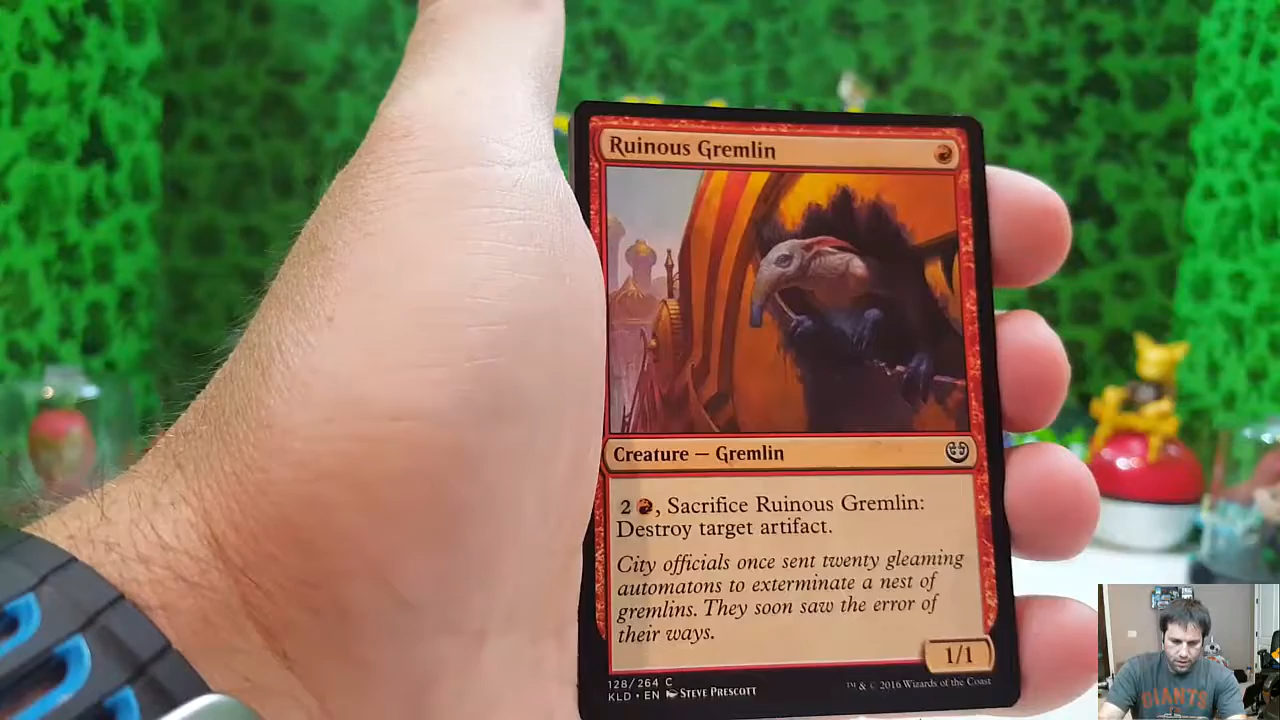 Ruinous Gremlin
Creature — Gremlin
2 , Sacrifice Ruinous Gremlin:
Destroy target artifact.
City officials once sent twenty gleaming
automatons to exterminate a nest of
gremlins. They soon saw the error of
their ways.
1/1
128/264 C
KLD • EN STEVE PRESCOTT
™ & © 2016 Wizards of the Coast
GIANTS